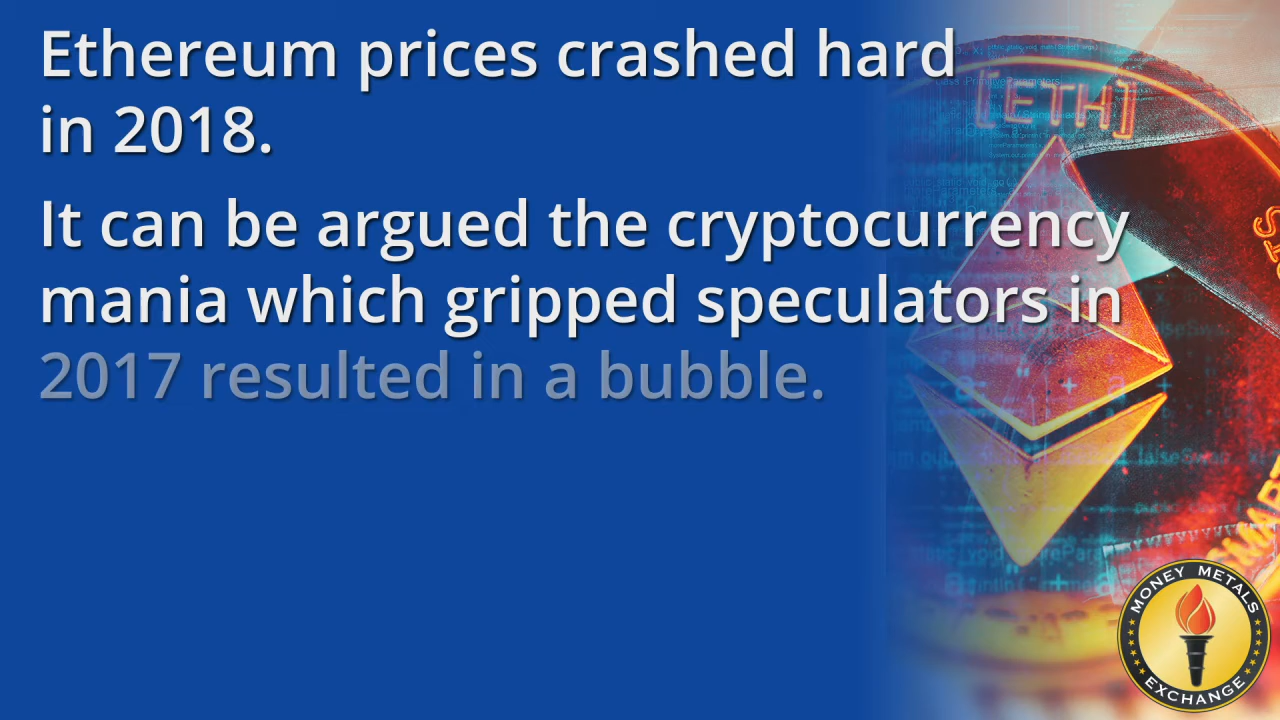 Ethereum prices crashed hard
in 2018.
It can be argued the cryptocurrency
mania which gripped speculators in
2017 resulted in a bubble.
[ETH]
MONEY METALS
EXCHANGE